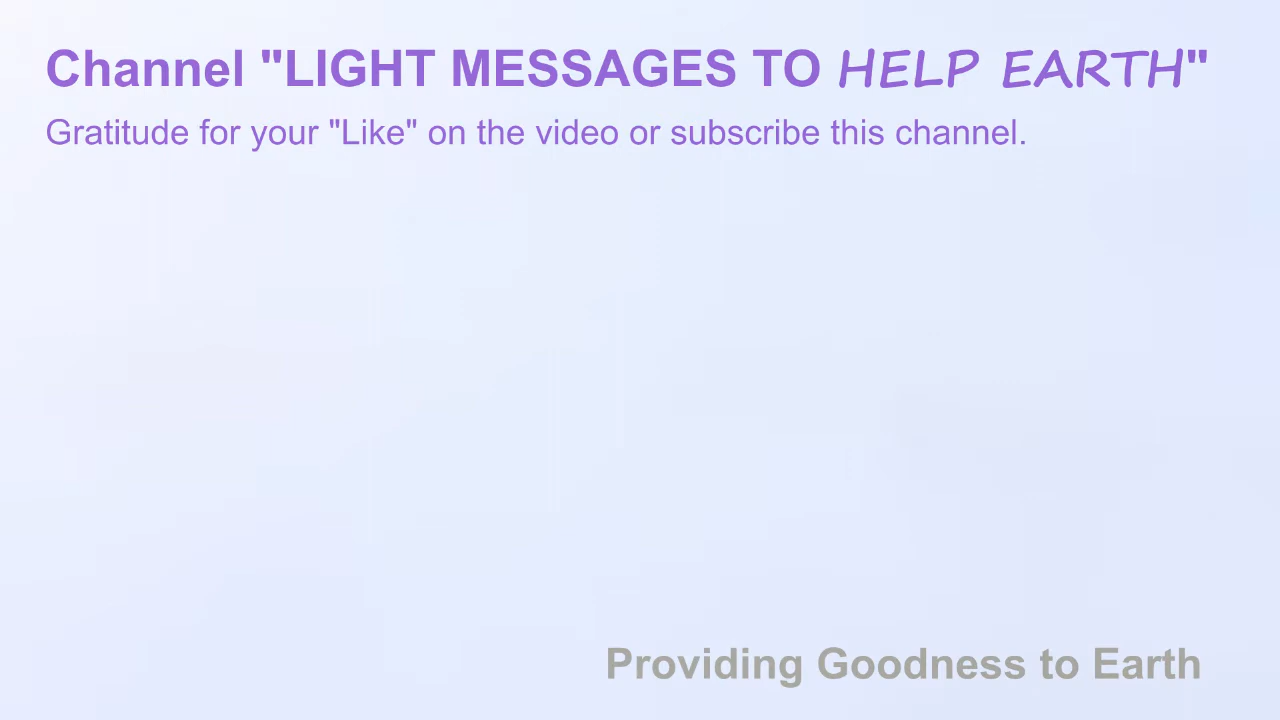 Channel "LIGHT MESSAGES TO HELP EARTH"
Gratitude for your "Like" on the video or subscribe this channel.
Providing Goodness to Earth